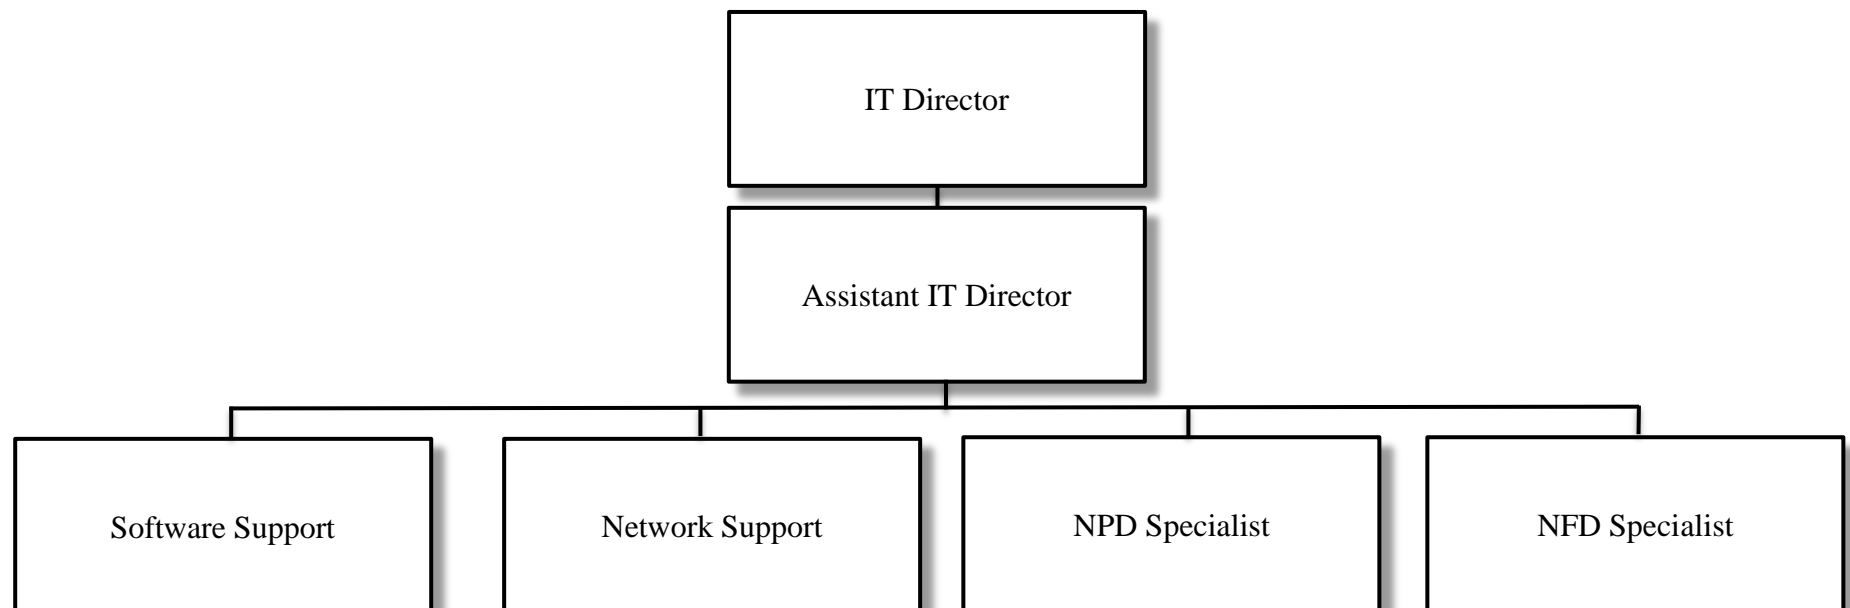 IT Director
Assistant IT Director
Software Support
Network Support
NPD Specialist
NFD Specialist